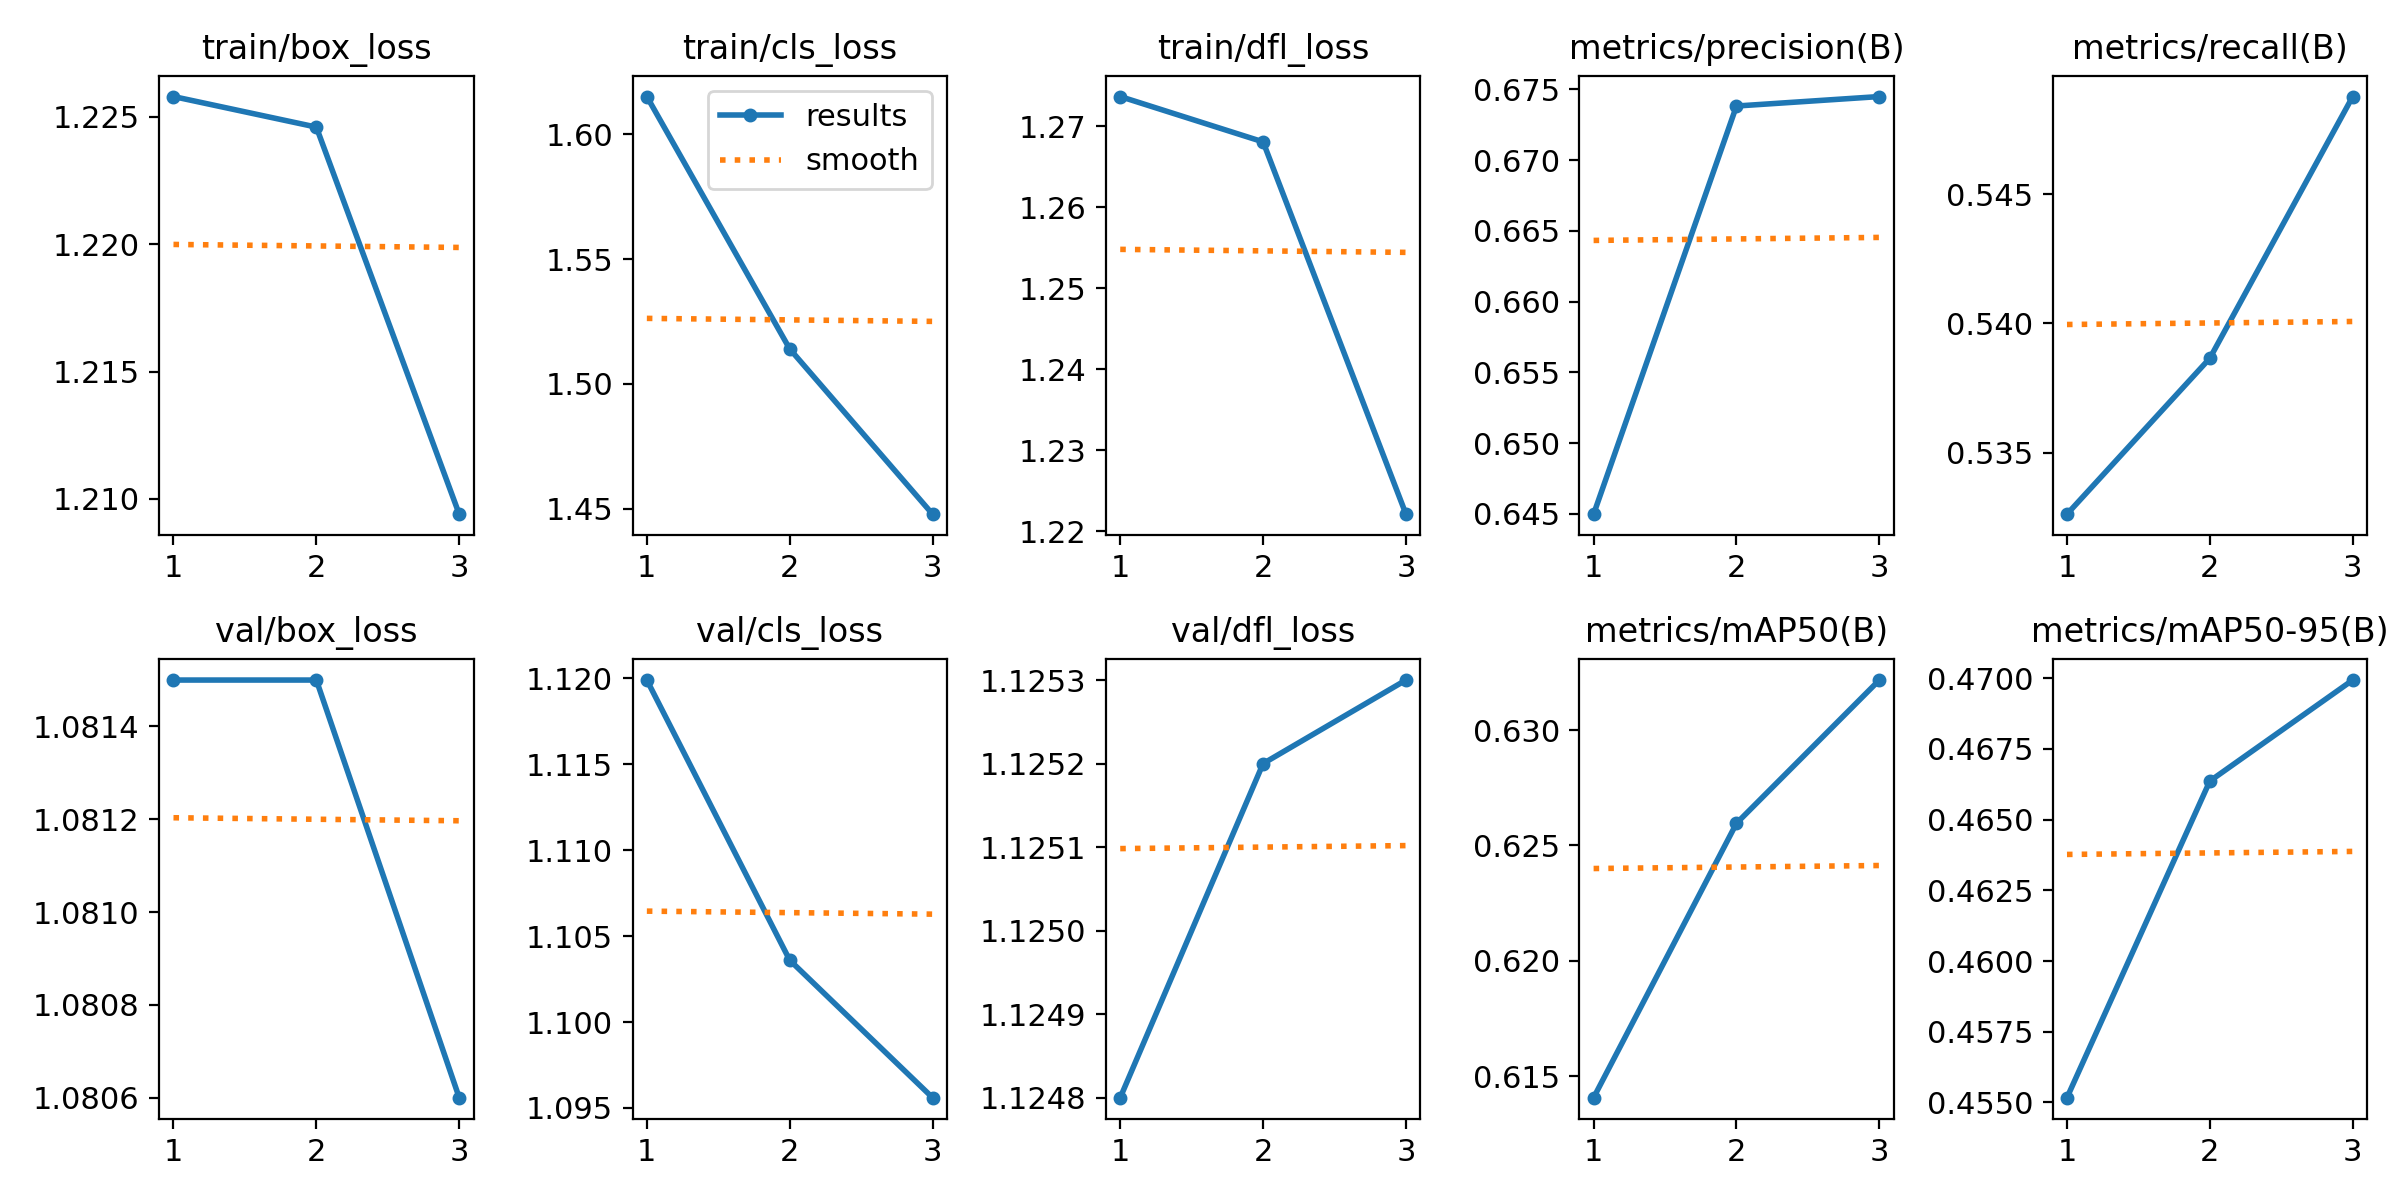 train/box_loss
1.225
1.220
1.215
1.210
1 2 3
train/cls_loss
results
smooth
1.60
1.55
1.50
1.45
1 2 3
train/dfl_loss
1.27
1.26
1.25
1.24
1.23
1.22
1 2 3
metrics/precision(B)
0.675
0.670
0.665
0.660
0.655
0.650
0.645
1 2 3
metrics/recall(B)
0.545
0.540
0.535
1 2 3
val/box_loss
1.0814
1.0812
1.0810
1.0808
1.0806
1 2 3
val/cls_loss
1.120
1.115
1.110
1.105
1.100
1.095
1 2 3
val/dfl_loss
1.1253
1.1252
1.1251
1.1250
1.1249
1.1248
1 2 3
metrics/mAP50(B)
0.630
0.625
0.620
0.615
1 2 3
metrics/mAP50-95(B)
0.4700
0.4675
0.4650
0.4625
0.4600
0.4575
0.4550
1 2 3